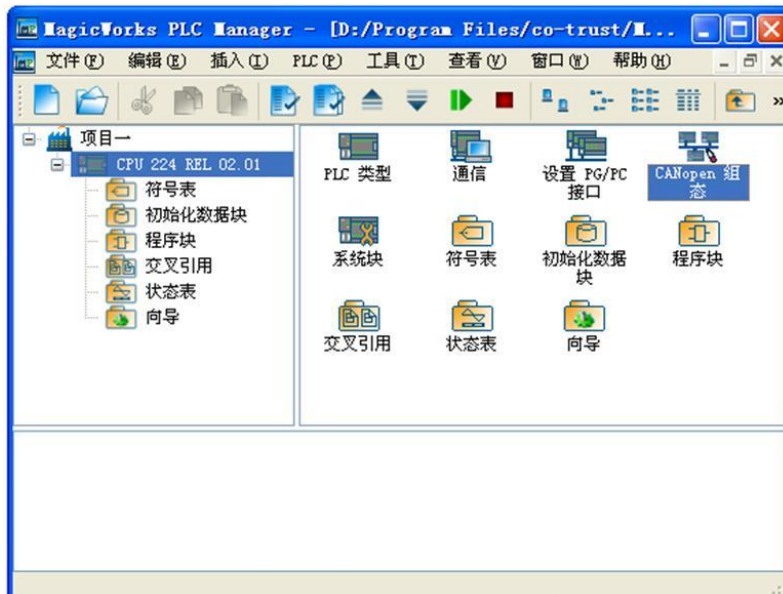 MagicWorks PLC Manager - [D:/Program Files/co-trust/M...
文件(F) 编辑(E) 插入(I) PLC(P) 工具(T) 查看(V) 窗口(W) 帮助(H)
项目一
CPU 224 REL 02.01
符号表
初始化数据块
程序块
交叉引用
状态表
向导
PLC 类型
通信
设置 PG/PC
接口
CANopen 组
态
系统块
符号表
初始化数据
块
程序块
交叉引用
状态表
向导